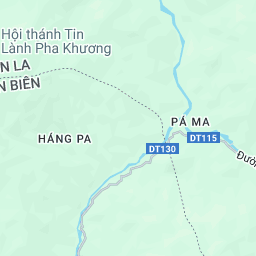 Hội thánh Tin
Lành Pha Khương
N LA
N BIÊN
PÁ MA
DT115
HÁNG PA
DT130
Đườ